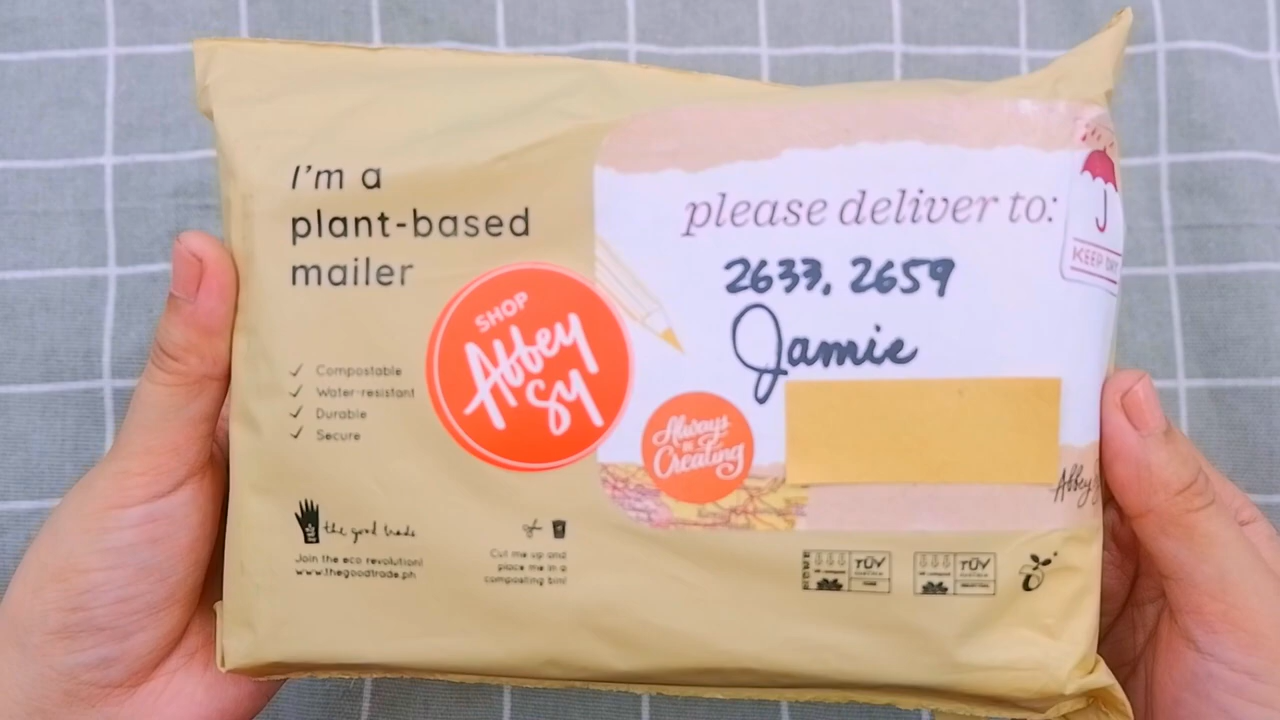 I'm a
plant-based
mailer
✓ Compostable
✓ Water-resistant
✓ Durable
✓ Secure
the good trade
Join the eco revolution!
www.thegoodtrade.ph
Cut me up and
place me in a
composting bin!
SHOP
Abbey
Sy
please deliver to:
2633, 2659
Jamie
KEEP DRY
Always
BE
Creating
Abbey
TÜV
TÜV